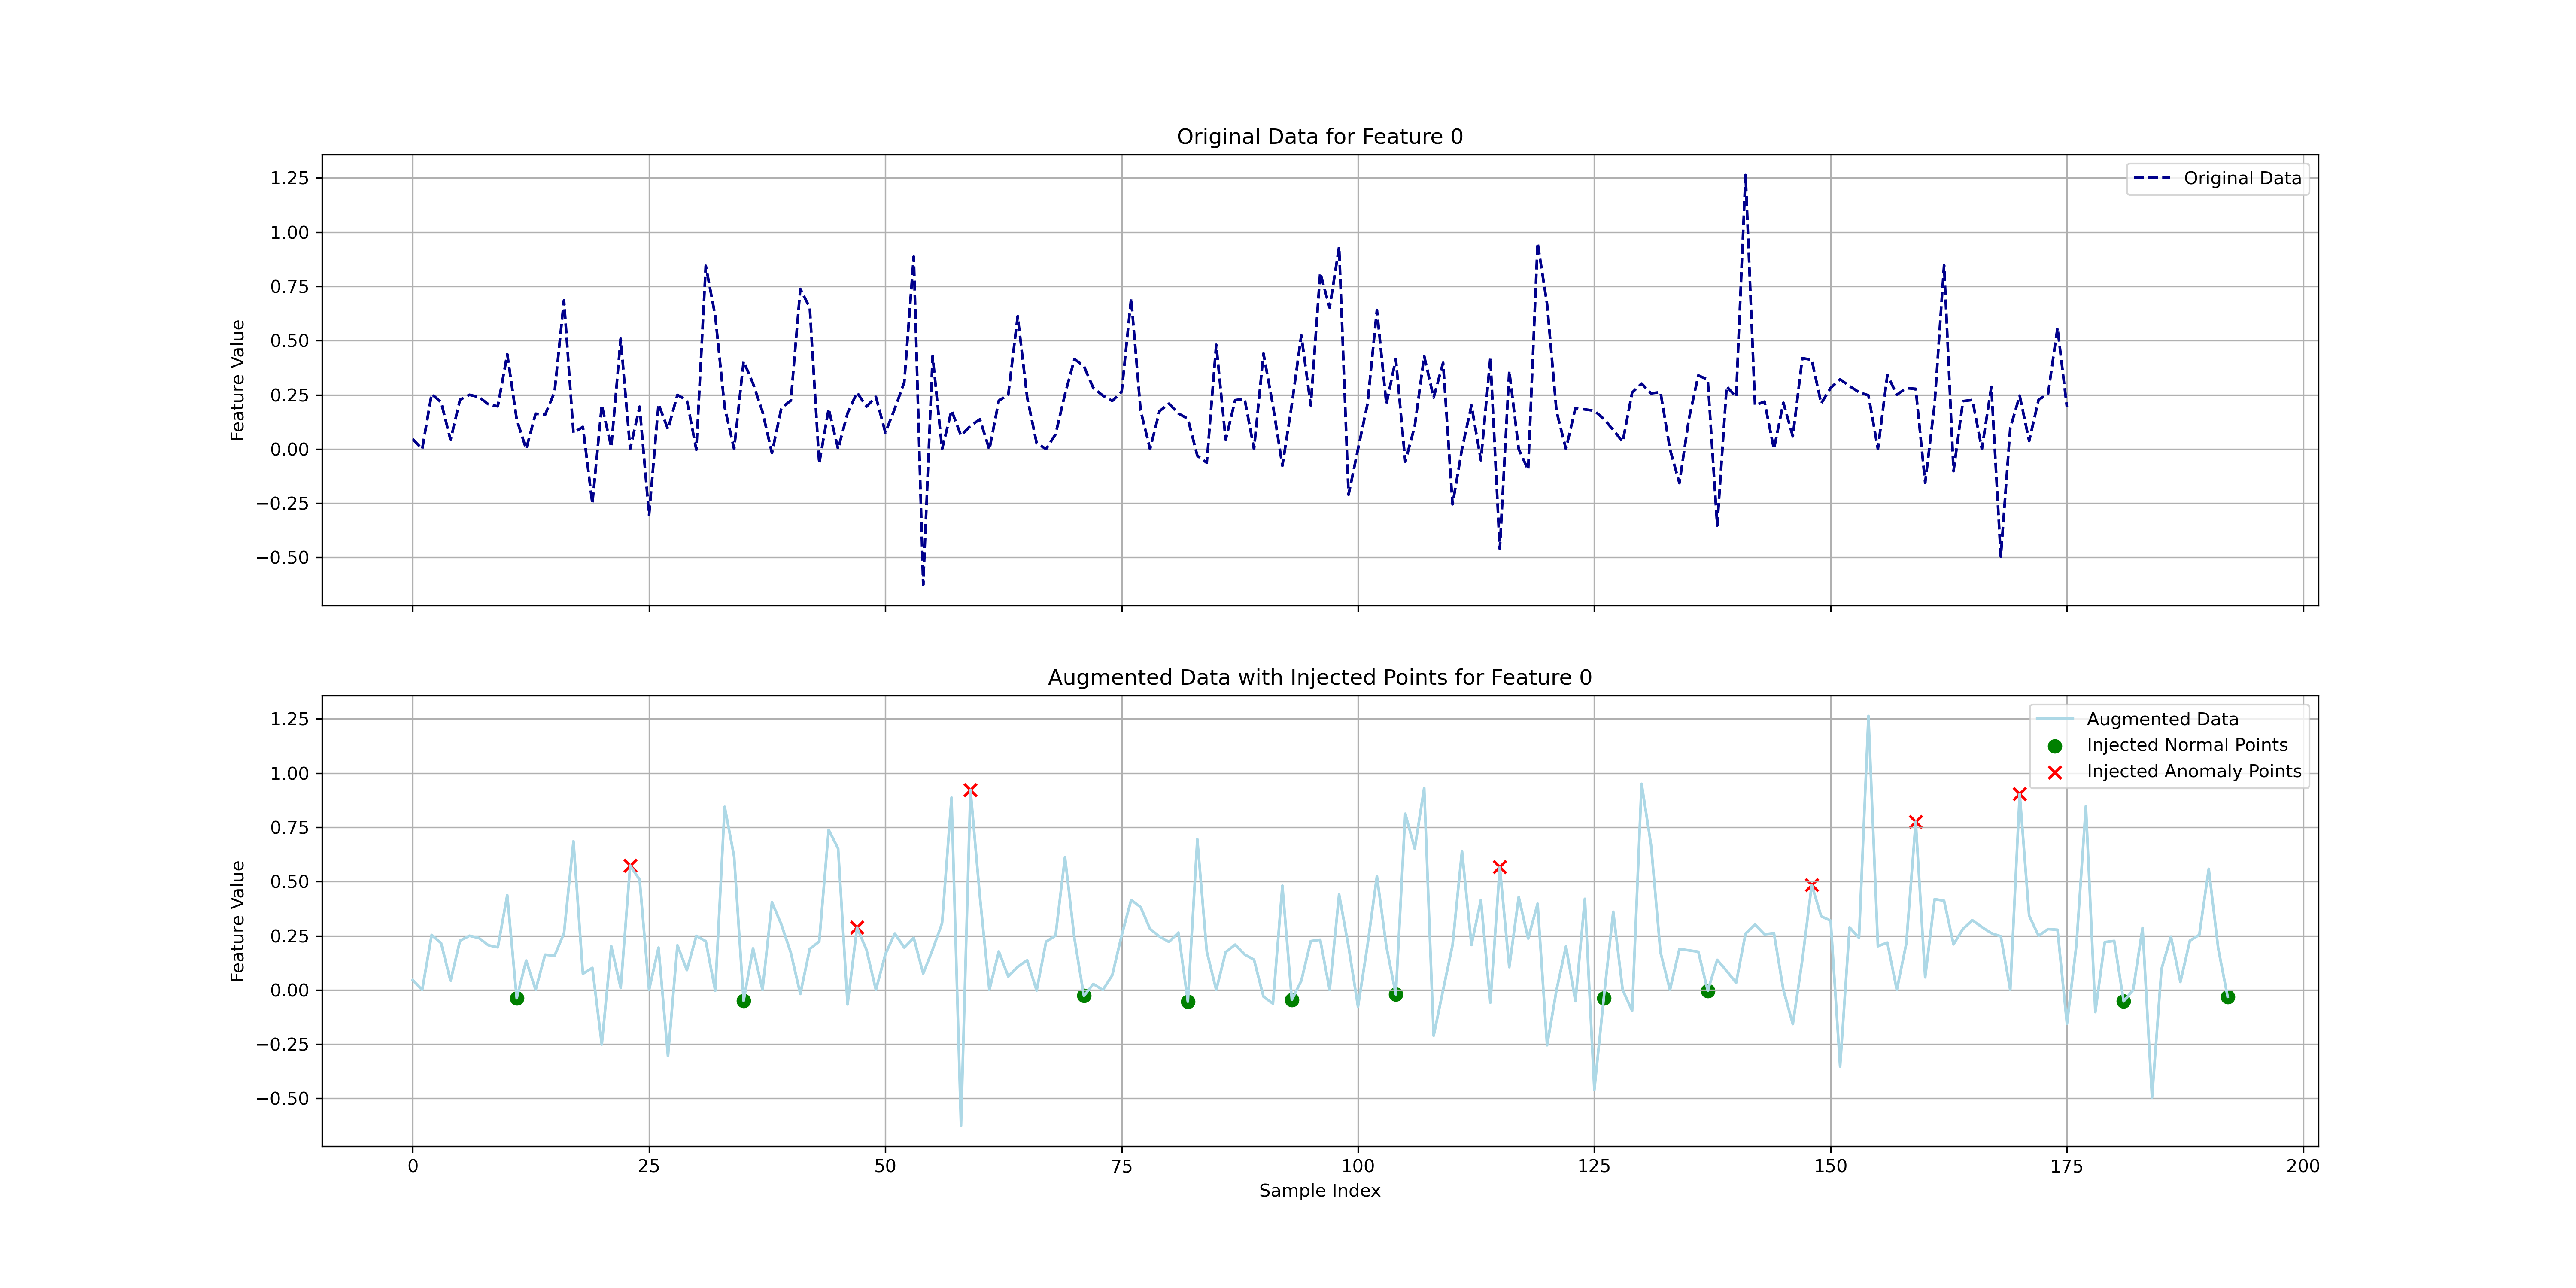 Original Data for Feature 0
1.25
1.00
0.75
0.50
0.25
0.00
−0.25
−0.50
Feature Value
Original Data
Augmented Data with Injected Points for Feature 0
1.25
1.00
0.75
0.50
0.25
0.00
−0.25
−0.50
Feature Value
Augmented Data
Injected Normal Points
Injected Anomaly Points
0 25 50 75 100 125 150 175 200
Sample Index